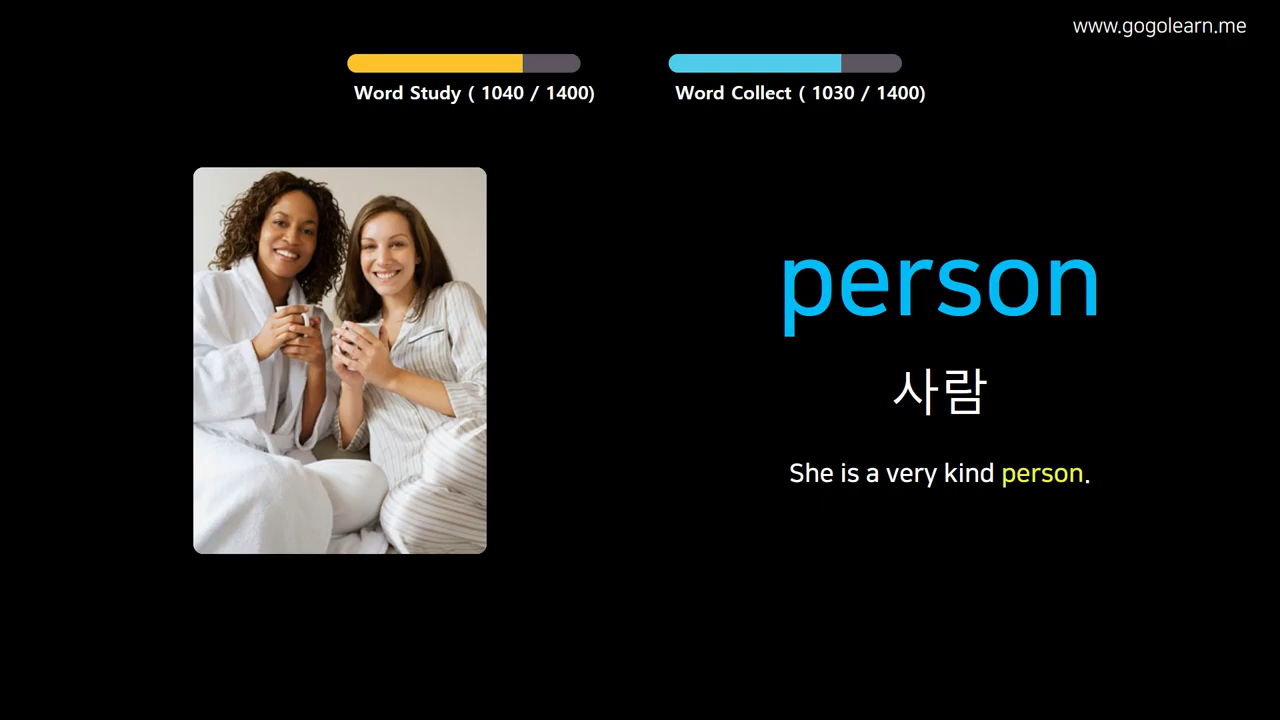 www.gogolearn.me
Word Study ( 1040 / 1400)
Word Collect ( 1030 / 1400)
person
사람
She is a very kind person.